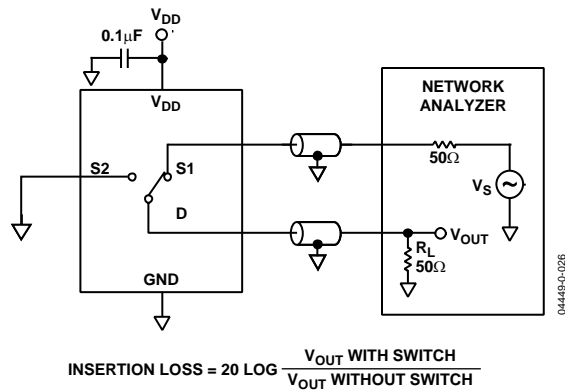 V_DD
0.1μF
V_DD
NETWORK
ANALYZER
S2
S1
50Ω
V_S
D
V_OUT
R_L
50Ω
GND
04449-0-026
INSERTION LOSS = 20 LOG V_OUT WITH SWITCH
V_OUT WITHOUT SWITCH